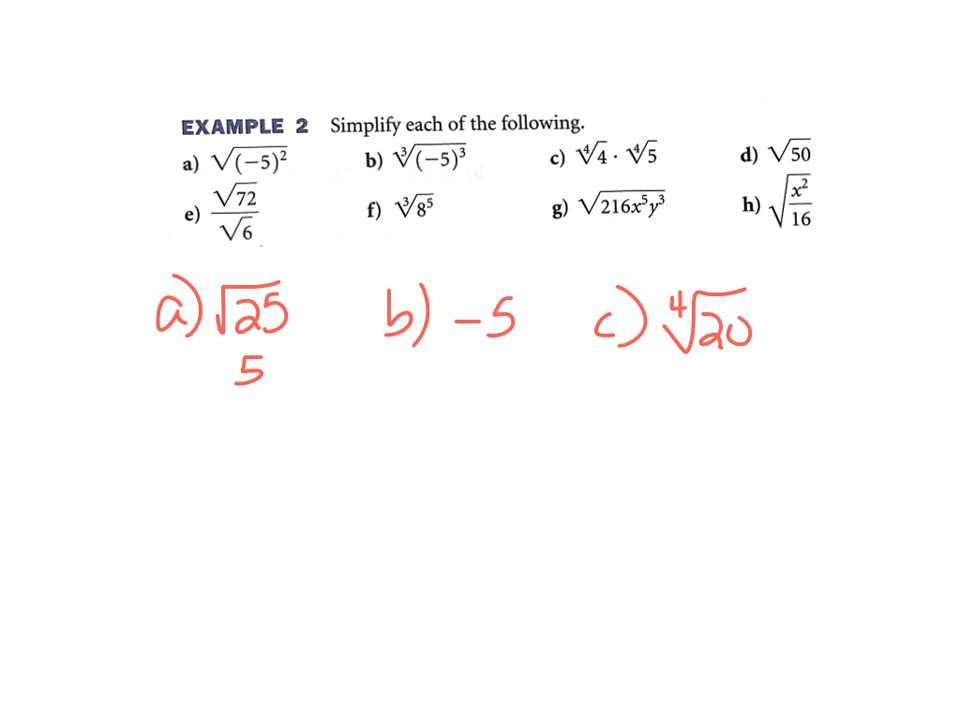 EXAMPLE 2 Simplify each of the following.
a) √(−5)² b) ∛(−5)³ c) ∜4 · ∜5 d) √50
e) √72/√6 f) ∛8⁵ g) √216x⁵y³ h) √x²/16
a) √25 b) −5 c) ∜20
5